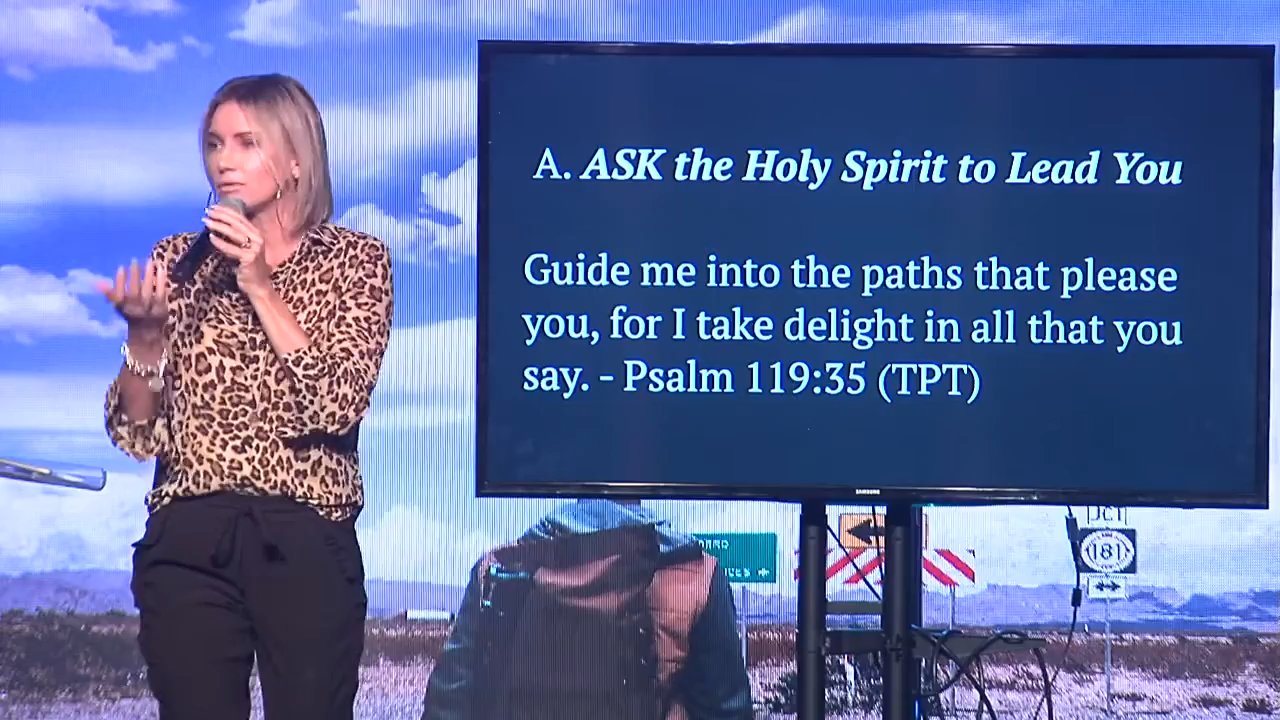 A. ASK the Holy Spirit to Lead You
Guide me into the paths that please
you, for I take delight in all that you
say. - Psalm 119:35 (TPT)
SAMSUNG
JCT
181